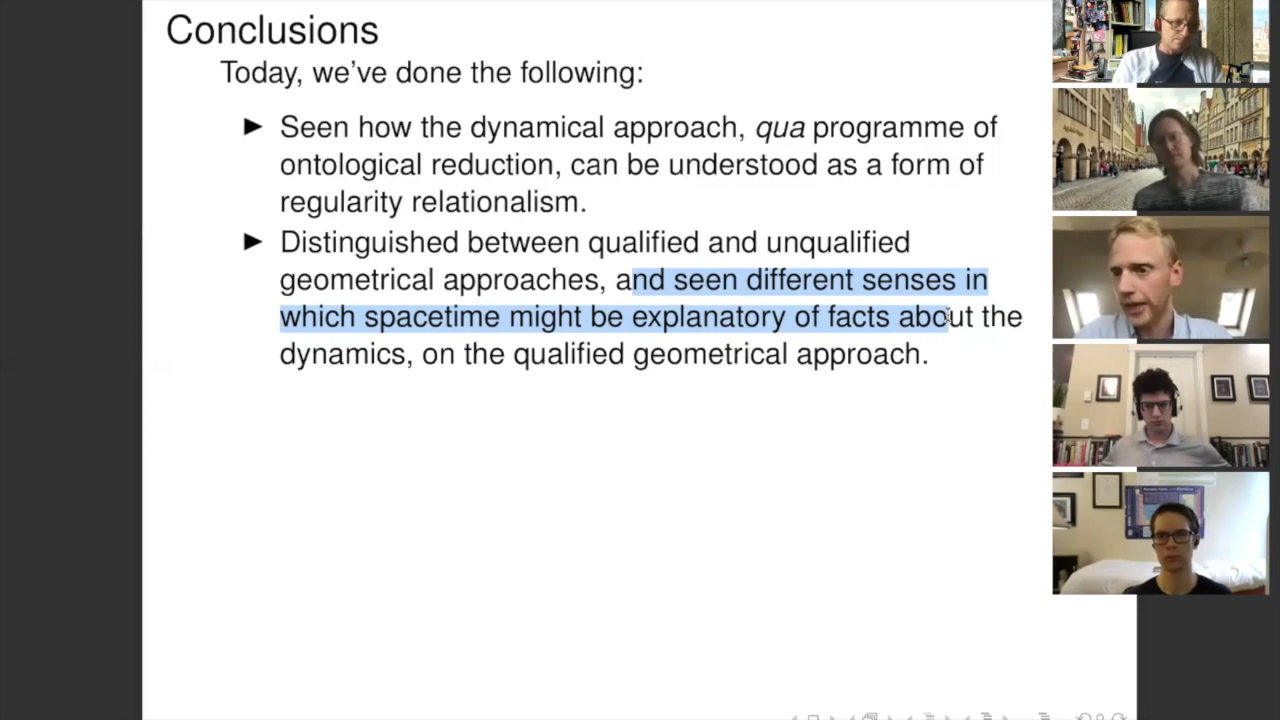 Conclusions
Today, we've done the following:
► Seen how the dynamical approach, qua programme of
ontological reduction, can be understood as a form of
regularity relationalism.
► Distinguished between qualified and unqualified
geometrical approaches, and seen different senses in
which spacetime might be explanatory of facts about the
dynamics, on the qualified geometrical approach.